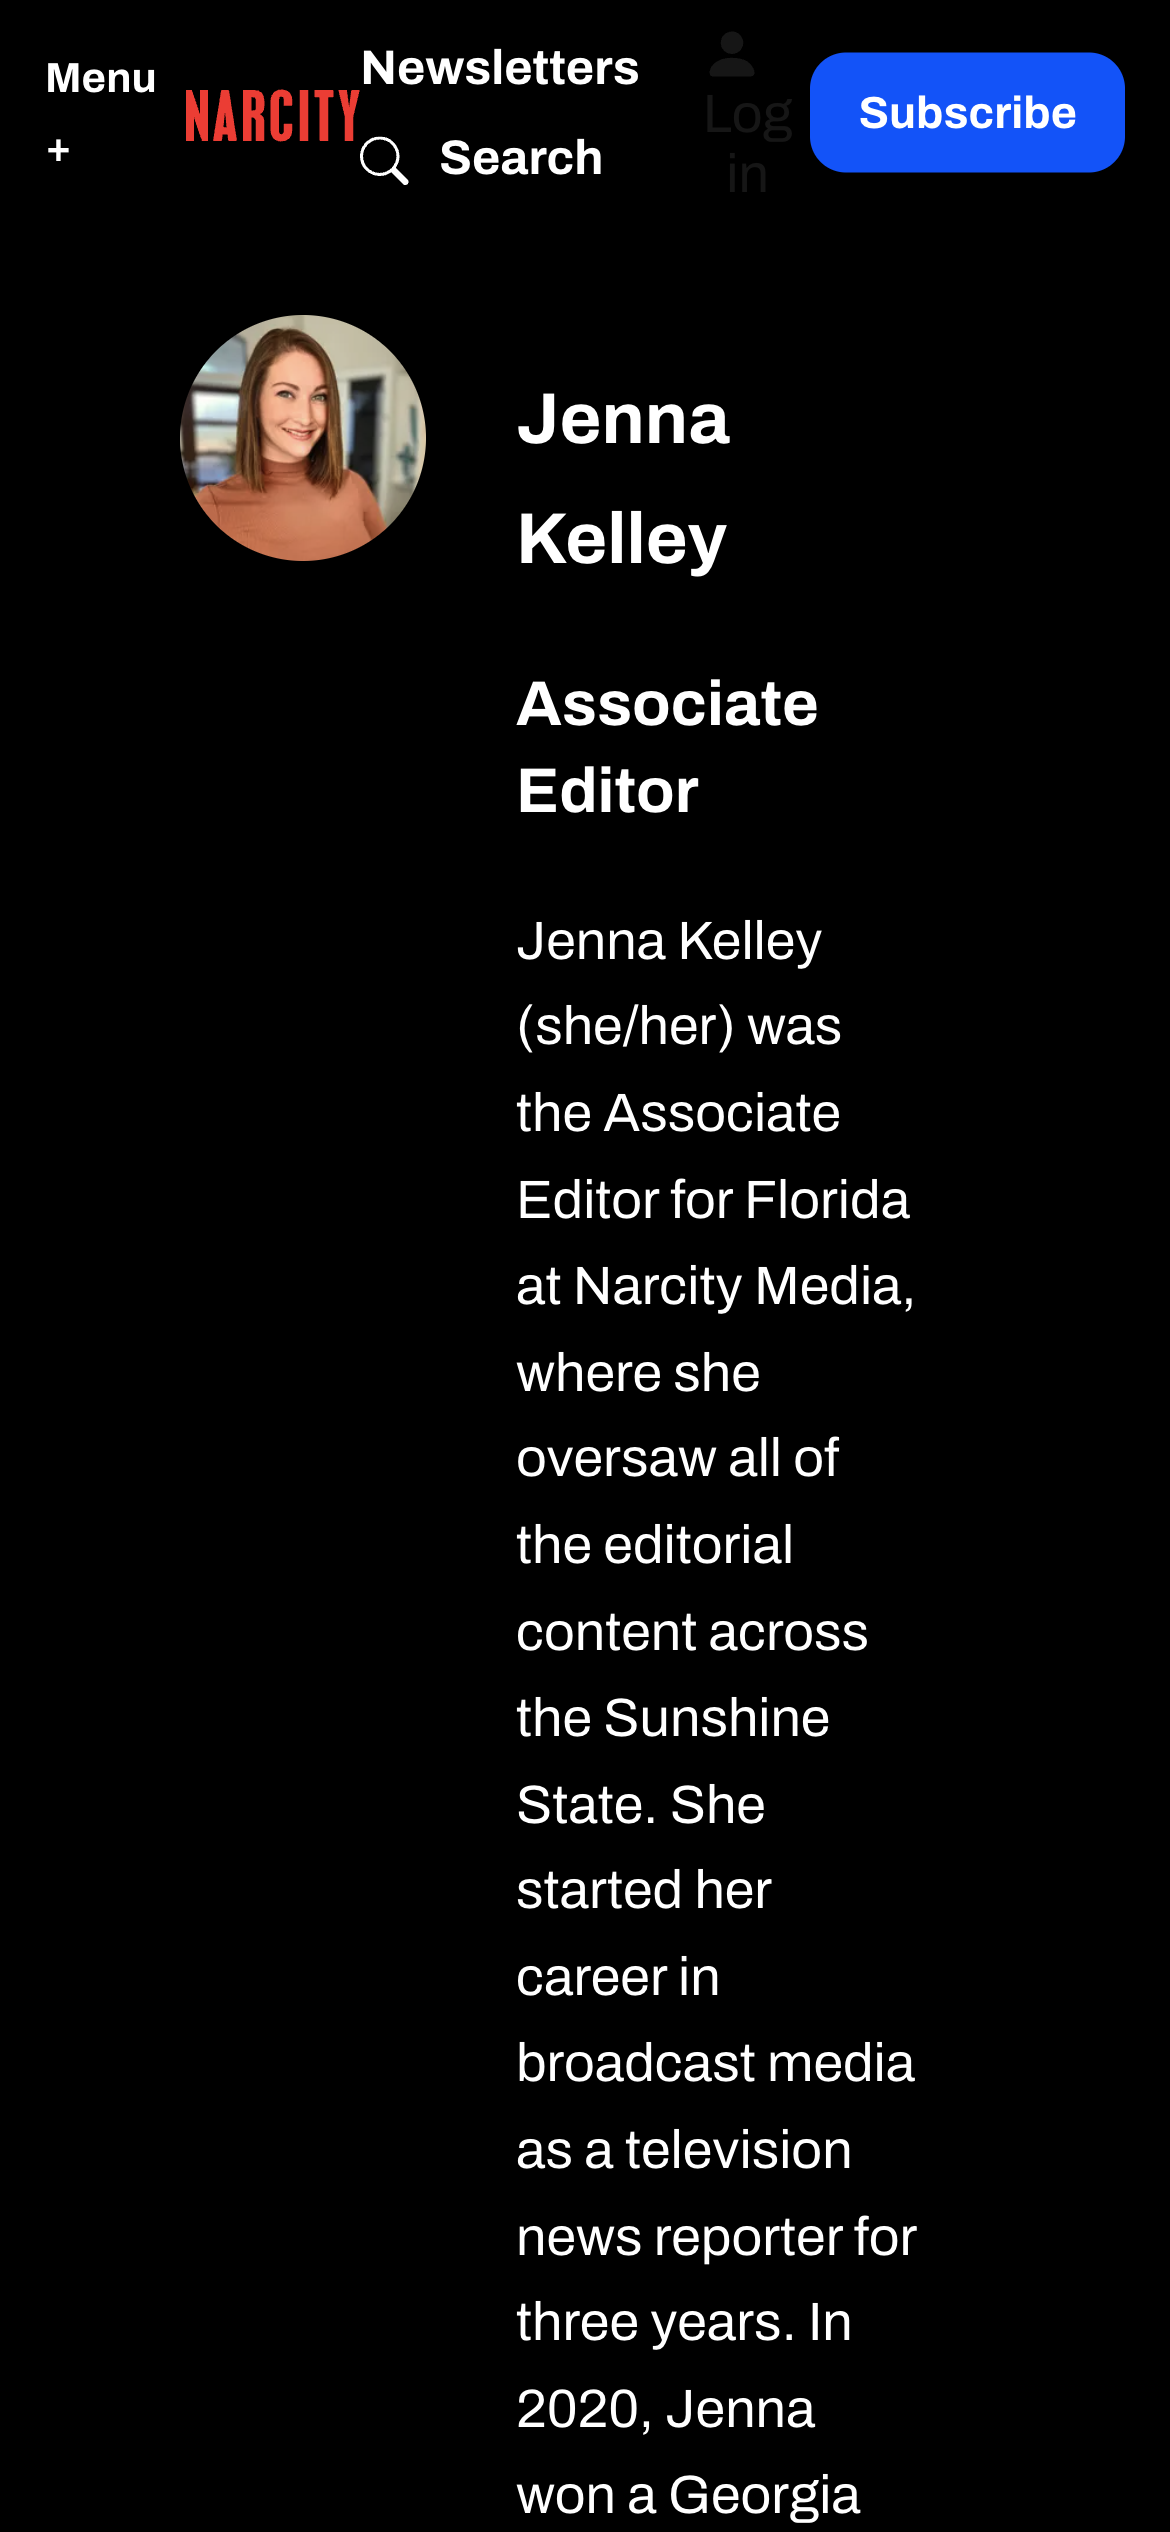 Menu
+
NARCITY
Newsletters
Search
Log
in
Subscribe
Jenna
Kelley
Associate
Editor
Jenna Kelley
(she/her) was
the Associate
Editor for Florida
at Narcity Media,
where she
oversaw all of
the editorial
content across
the Sunshine
State. She
started her
career in
broadcast media
as a television
news reporter for
three years. In
2020, Jenna
won a Georgia